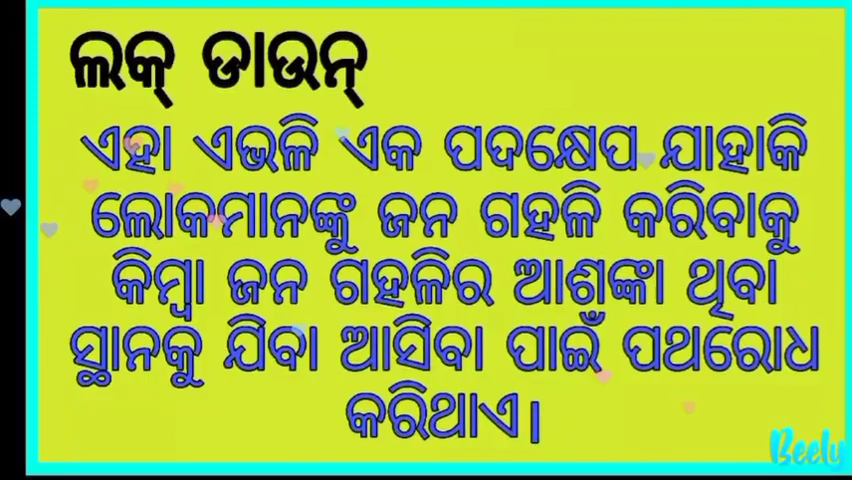 ଲକ୍ ଡାଉନ୍
ଏହା ଏଭଳି ଏକ ପଦକ୍ଷେପ ଯାହାକି
ଲୋକମାନଙ୍କୁ ଜନ ଗହଳି କରିବାକୁ
କିମ୍ବା ଜନ ଗହଳିର ଆଶଙ୍କା ଥିବା
ସ୍ଥାନକୁ ଯିବା ଆସିବା ପାଇଁ ପଥରୋଧ
କରିଥାଏ।
Beely